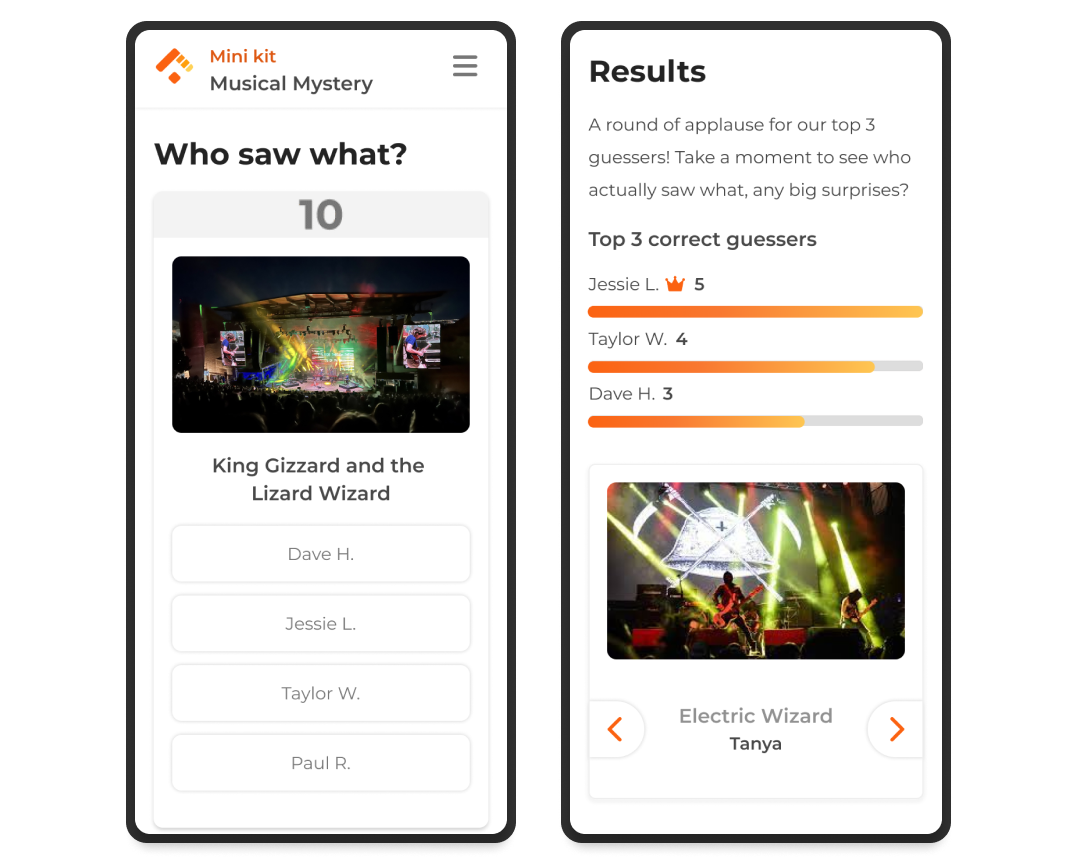 Mini kit
Musical Mystery
Who saw what?
10
King Gizzard and the
Lizard Wizard
Dave H.
Jessie L.
Taylor W.
Paul R.
Results
A round of applause for our top 3
guessers! Take a moment to see who
actually saw what, any big surprises?
Top 3 correct guessers
Jessie L. 5
Taylor W. 4
Dave H. 3
Electric Wizard
Tanya